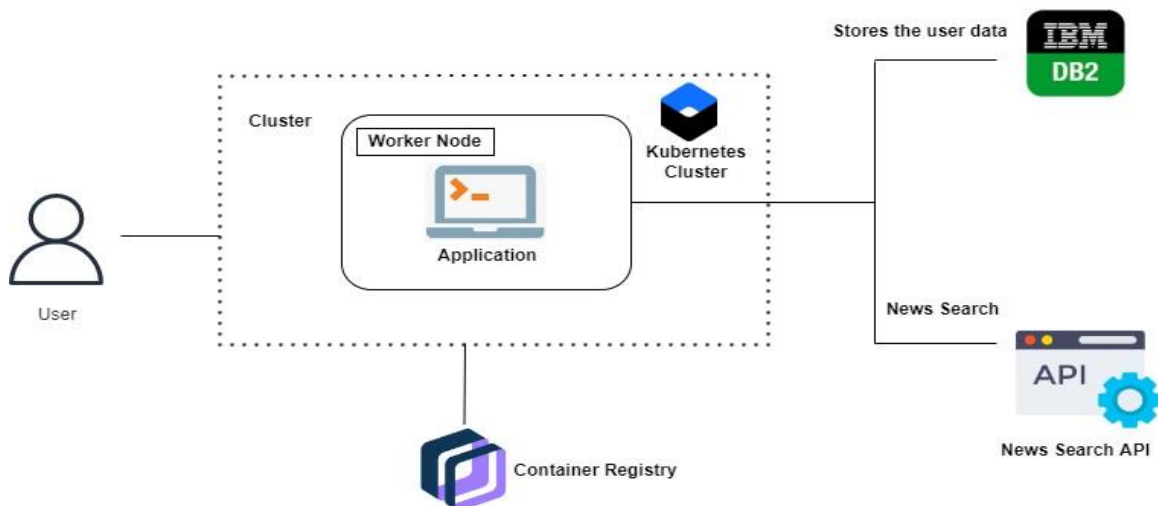 Stores the user data
IBM
DB2
Cluster
Worker Node
Kubernetes
Cluster
>_
Application
User
News Search
API
News Search API
Container Registry